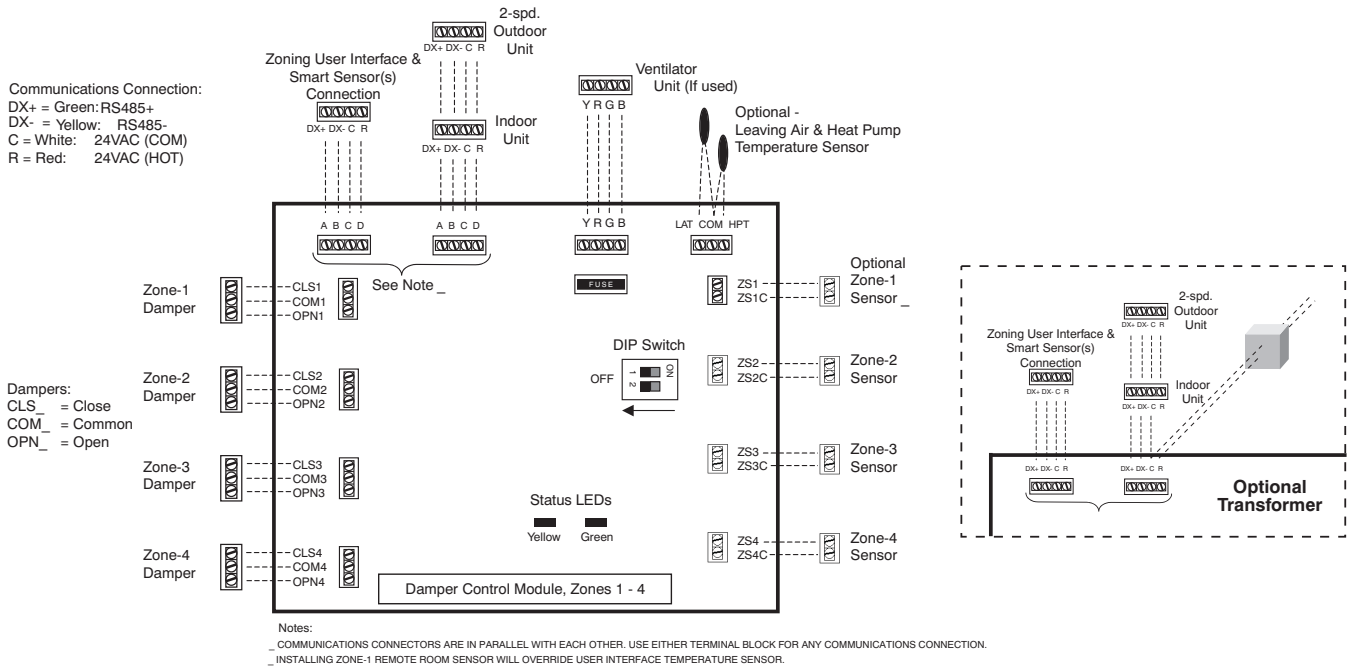 2-spd.
Outdoor
Unit
DX+ DX- C R
Zoning User Interface &
Smart Sensor(s)
Connection
DX+ DX- C R
Indoor
Unit
DX+ DX- C R
Ventilator
Unit (If used)
Y R G B
Optional -
Leaving Air & Heat Pump
Temperature Sensor
Communications Connection:
DX+ = Green: RS485+
DX- = Yellow: RS485-
C = White: 24VAC (COM)
R = Red: 24VAC (HOT)
A B C D
A B C D
Y R G B
LAT COM HPT
See Note _
FUSE
Zone-1
Damper
CLS1
COM1
OPN1
Zone-2
Damper
CLS2
COM2
OPN2
Dampers:
CLS_ = Close
COM_ = Common
OPN_ = Open
Zone-3
Damper
CLS3
COM3
OPN3
Zone-4
Damper
CLS4
COM4
OPN4
DIP Switch
OFF
1
2
ON
Status LEDs
Yellow
Green
ZS1
ZS1C
Optional
Zone-1
Sensor _
ZS2
ZS2C
Zone-2
Sensor
ZS3
ZS3C
Zone-3
Sensor
ZS4
ZS4C
Zone-4
Sensor
Damper Control Module, Zones 1 - 4
2-spd.
Outdoor
Unit
DX+ DX- C R
Zoning User Interface &
Smart Sensor(s)
Connection
DX+ DX- C R
Indoor
Unit
DX+ DX- C R
DX+ DX- C R
DX+ DX- C R
Optional
Transformer
Notes:
_ COMMUNICATIONS CONNECTORS ARE IN PARALLEL WITH EACH OTHER. USE EITHER TERMINAL BLOCK FOR ANY COMMUNICATIONS CONNECTION.
_ INSTALLING ZONE-1 REMOTE ROOM SENSOR WILL OVERRIDE USER INTERFACE TEMPERATURE SENSOR.